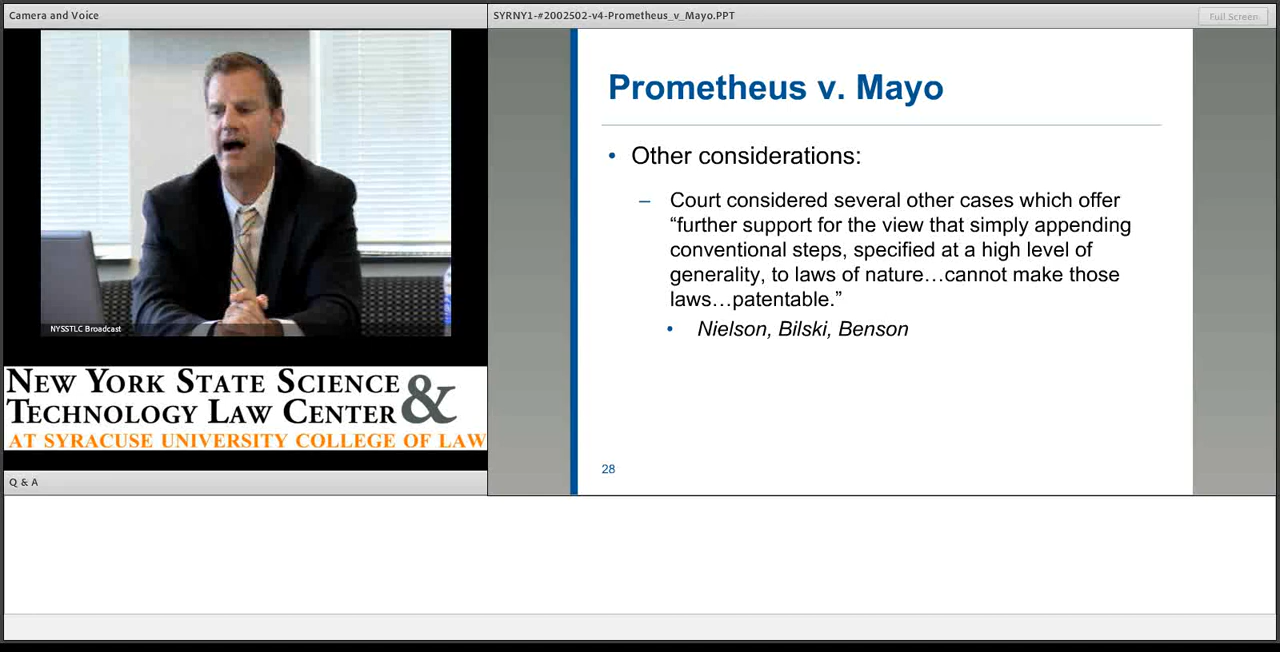 Camera and Voice
SYRNY1-#2002502-v4-Prometheus_v_Mayo.PPT
Full Screen
NYSSTLC Broadcast
NEW YORK STATE SCIENCE &
TECHNOLOGY LAW CENTER
AT SYRACUSE UNIVERSITY COLLEGE OF LAW
Q & A
Prometheus v. Mayo
• Other considerations:
– Court considered several other cases which offer
“further support for the view that simply appending
conventional steps, specified at a high level of
generality, to laws of nature…cannot make those
laws…patentable.”
• Nielson, Bilski, Benson
28